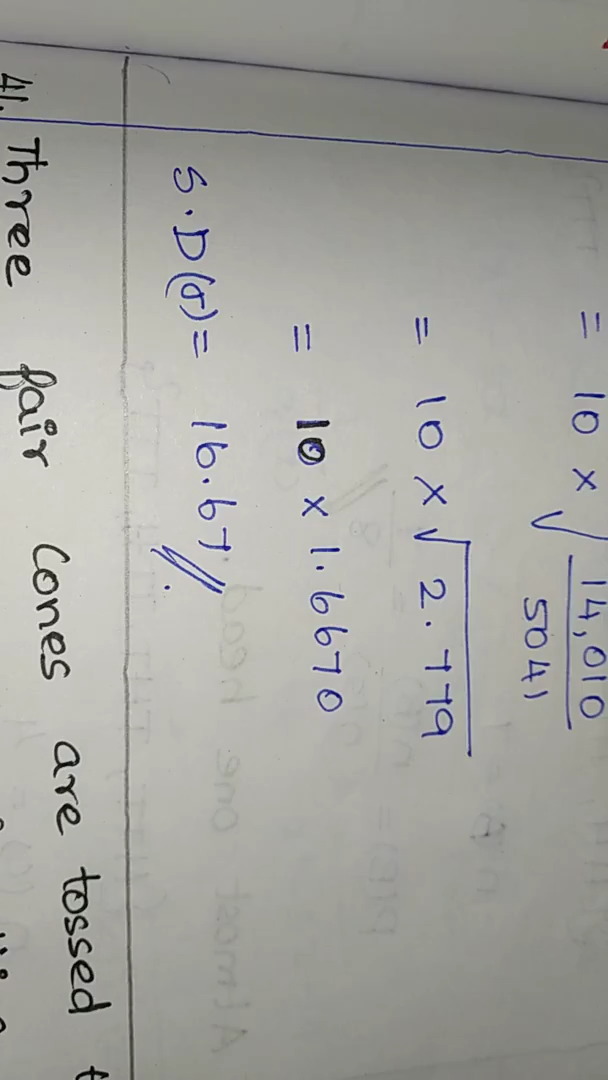 = 10 × √ 14,010 / 5041
= 10 × √2.779
= 10 × 1.6670
S.D(σ) = 16.67 //.
41. Three fair cones are tossed t